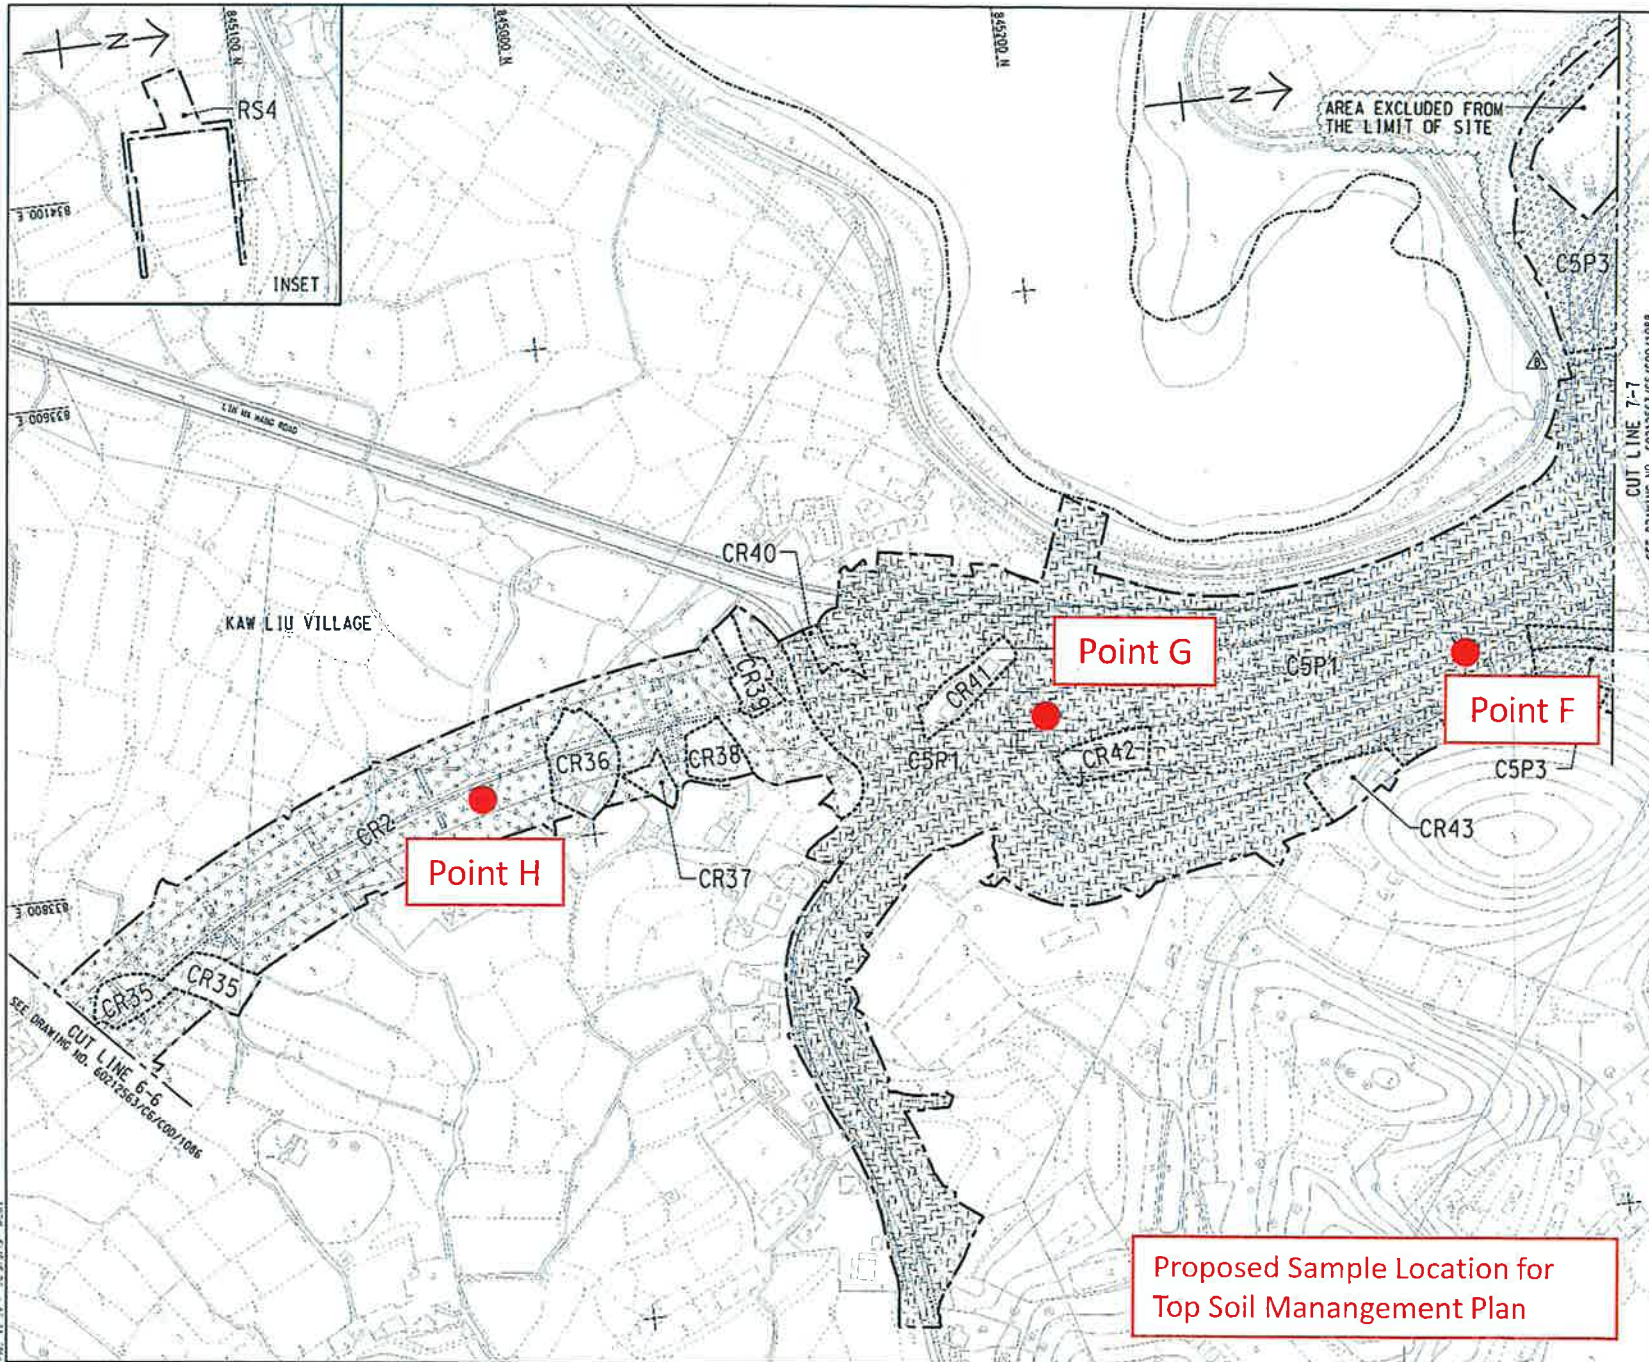 N
845100 N
RS4
834100 E
INSET
845000 N
845200 N
N
AREA EXCLUDED FROM
THE LIMIT OF SITE
C5P3
CUT LINE 7-7
833600 E
LIU MA HANG ROAD
KAW LIU VILLAGE
CR40
CR39
CR41
Point G
C5P1
Point F
C5P3
CR36
CR38
C5P1
CR42
CR43
CR2
Point H
CR37
833800 E
CR35
CR35
CUT LINE 6-6
SEE DRAWING NO. 60212563/C6/COD/1086
Proposed Sample Location for
Top Soil Manangement Plan